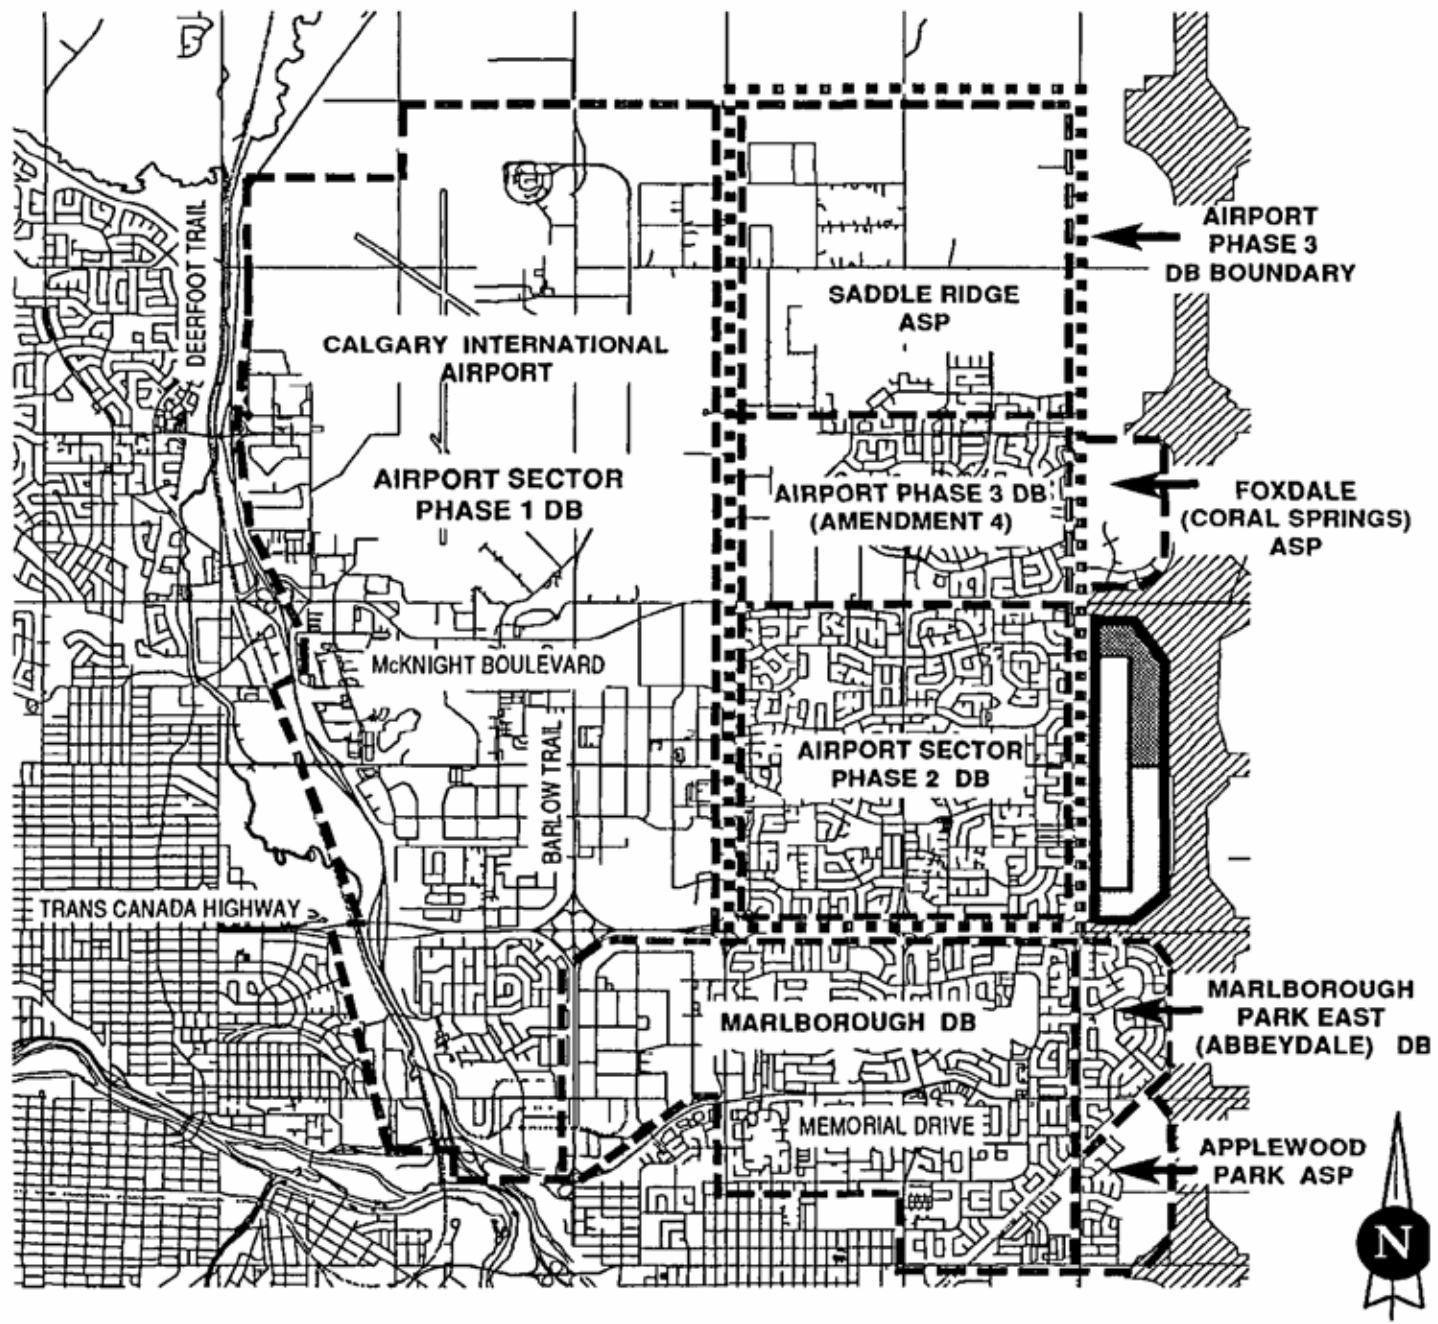 DEERFOOT TRAIL
AIRPORT
PHASE 3
DB BOUNDARY
SADDLE RIDGE
ASP
CALGARY INTERNATIONAL
AIRPORT
AIRPORT SECTOR
PHASE 1 DB
AIRPORT PHASE 3 DB
(AMENDMENT 4)
FOXDALE
(CORAL SPRINGS)
ASP
McKNIGHT BOULEVARD
BARLOW TRAIL
AIRPORT SECTOR
PHASE 2 DB
TRANS CANADA HIGHWAY
MARLBOROUGH DB
MARLBOROUGH
PARK EAST
(ABBEYDALE) DB
MEMORIAL DRIVE
APPLEWOOD
PARK ASP
N